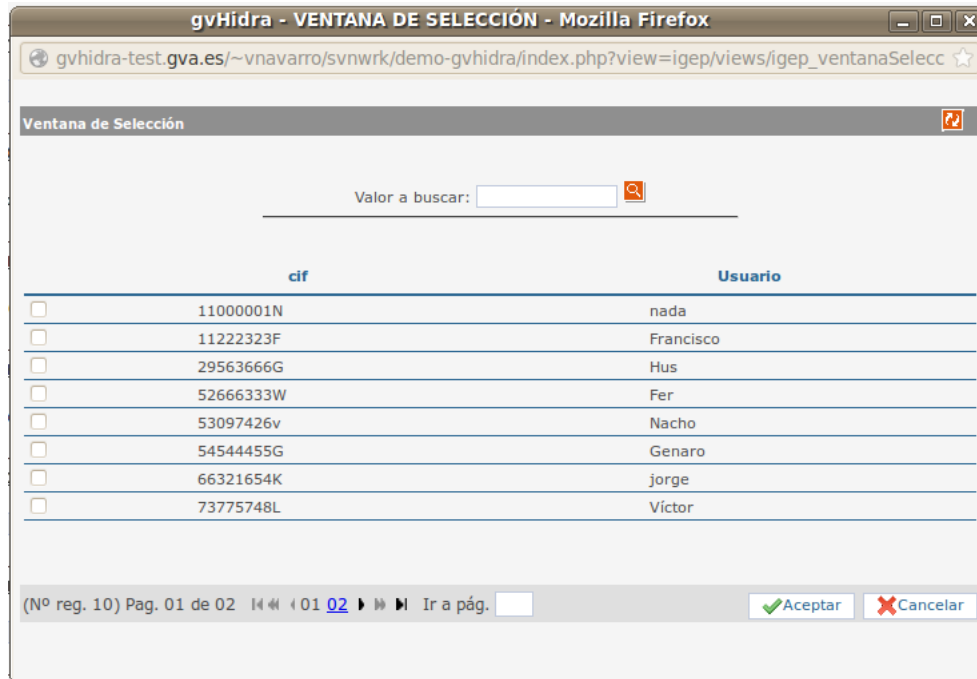 gvHidra - VENTANA DE SELECCIÓN - Mozilla Firefox
gvhidra-test.gva.es/~vnavarro/svnwrk/demo-gvhidra/index.php?view=igep/views/igep_ventanaSelecc
Ventana de Selección
Valor a buscar:
cif Usuario
11000001N nada
11222323F Francisco
29563666G Hus
52666333W Fer
53097426v Nacho
54544455G Genaro
66321654K jorge
73775748L Víctor
(Nº reg. 10) Pag. 01 de 02 01 02 Ir a pág. Aceptar Cancelar